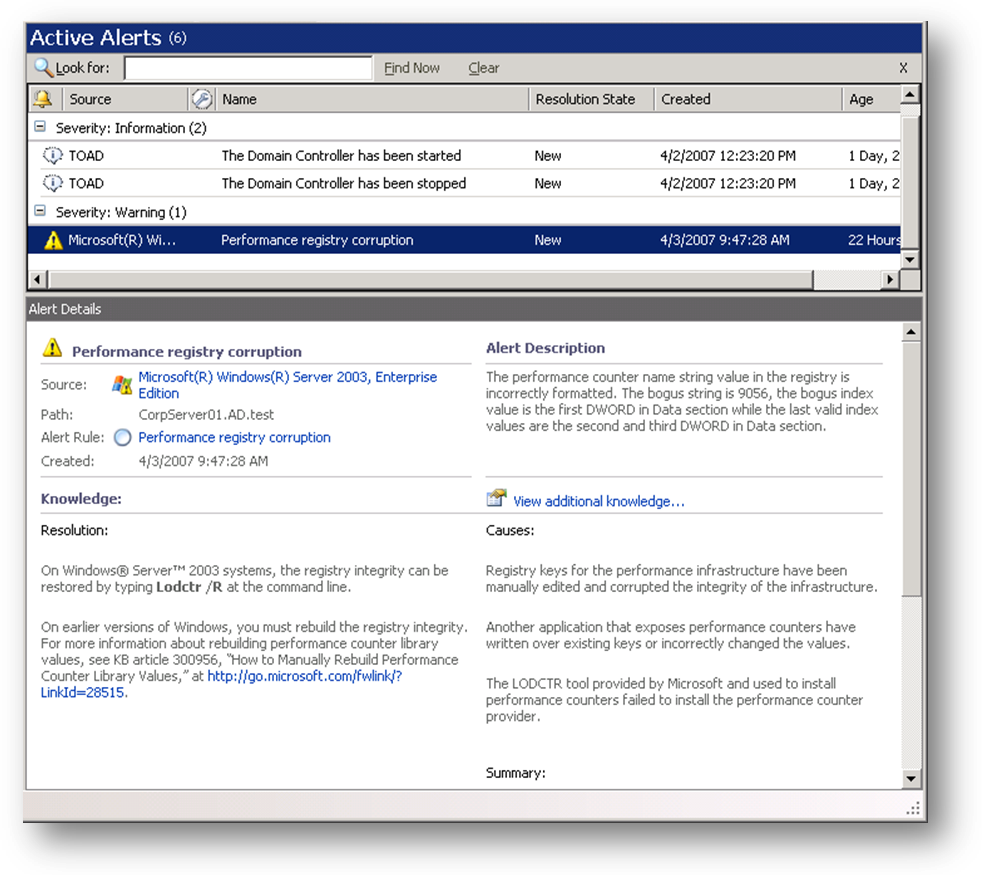 Active Alerts (6)
Look for: Find Now Clear X
Source Name Resolution State Created Age
Severity: Information (2)
TOAD The Domain Controller has been started New 4/2/2007 12:23:20 PM 1 Day, 2
TOAD The Domain Controller has been stopped New 4/2/2007 12:23:20 PM 1 Day, 2
Severity: Warning (1)
Microsoft(R) Wi... Performance registry corruption New 4/3/2007 9:47:28 AM 22 Hours
Alert Details
Performance registry corruption
Source: Microsoft(R) Windows(R) Server 2003, Enterprise
Edition
Path: CorpServer01.AD.test
Alert Rule: Performance registry corruption
Created: 4/3/2007 9:47:28 AM
Alert Description
The performance counter name string value in the registry is
incorrectly formatted. The bogus string is 9056, the bogus index
value is the first DWORD in Data section while the last valid index
values are the second and third DWORD in Data section.
Knowledge:
View additional knowledge...
Resolution:
On Windows® Server™ 2003 systems, the registry integrity can be
restored by typing Lodctr /R at the command line.
On earlier versions of Windows, you must rebuild the registry integrity.
For more information about rebuilding performance counter library
values, see KB article 300956, "How to Manually Rebuild Performance
Counter Library Values," at http://go.microsoft.com/fwlink/?
LinkId=28515.
Causes:
Registry keys for the performance infrastructure have been
manually edited and corrupted the integrity of the infrastructure.
Another application that exposes performance counters have
written over existing keys or incorrectly changed the values.
The LODCTR tool provided by Microsoft and used to install
performance counters failed to install the performance counter
provider.
Summary: